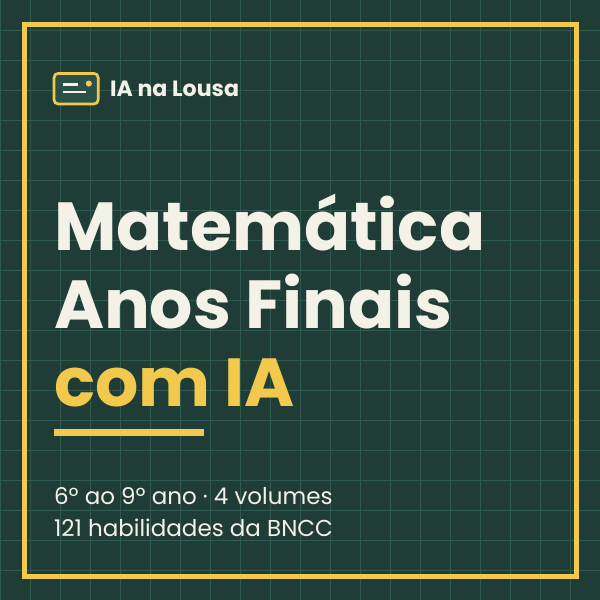 IA na Lousa
Matemática
Anos Finais
com IA
6º ao 9º ano · 4 volumes
121 habilidades da BNCC